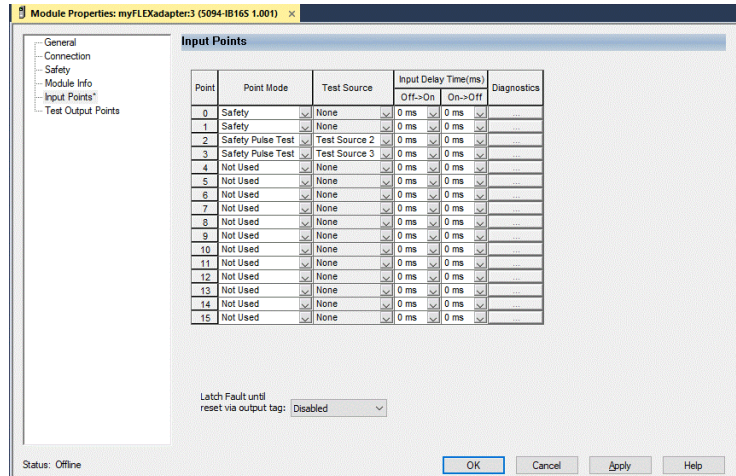 Module Properties: myFLEXadapter:3 (5094-IB16S 1.001) ×
General
Connection
Safety
Module Info
Input Points*
Test Output Points
Input Points
Point Point Mode Test Source Input Delay Time(ms) Diagnostics
Off->On On->Off
0 Safety None 0 ms 0 ms ...
1 Safety None 0 ms 0 ms ...
2 Safety Pulse Test Test Source 2 0 ms 0 ms ...
3 Safety Pulse Test Test Source 3 0 ms 0 ms ...
4 Not Used None 0 ms 0 ms ...
5 Not Used None 0 ms 0 ms ...
6 Not Used None 0 ms 0 ms ...
7 Not Used None 0 ms 0 ms ...
8 Not Used None 0 ms 0 ms ...
9 Not Used None 0 ms 0 ms ...
10 Not Used None 0 ms 0 ms ...
11 Not Used None 0 ms 0 ms ...
12 Not Used None 0 ms 0 ms ...
13 Not Used None 0 ms 0 ms ...
14 Not Used None 0 ms 0 ms ...
15 Not Used None 0 ms 0 ms ...
Latch Fault until
reset via output tag: Disabled
Status: Offline
OK Cancel Apply Help